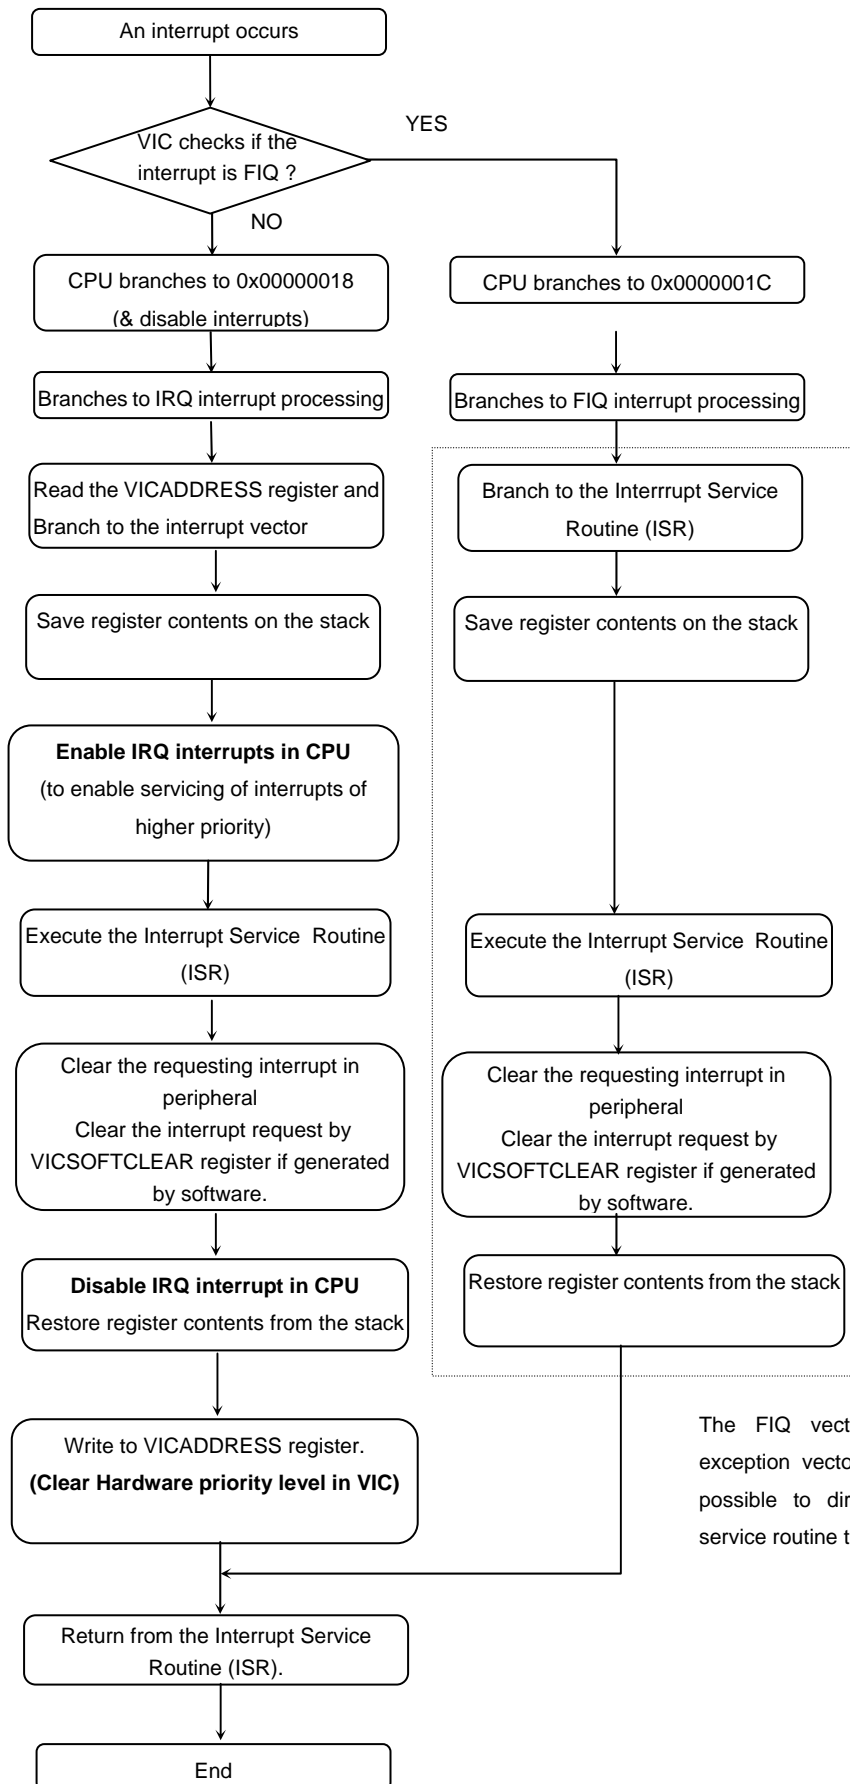 An interrupt occurs
VIC checks if the
interrupt is FIQ ?
YES
NO
CPU branches to 0x00000018
(& disable interrupts)
CPU branches to 0x0000001C
Branches to IRQ interrupt processing
Branches to FIQ interrupt processing
Read the VICADDRESS register and
Branch to the interrupt vector
Branch to the Interrrupt Service
Routine (ISR)
Save register contents on the stack
Save register contents on the stack
Enable IRQ interrupts in CPU
(to enable servicing of interrupts of
higher priority)
Execute the Interrupt Service Routine
(ISR)
Execute the Interrupt Service Routine
(ISR)
Clear the requesting interrupt in
peripheral
Clear the interrupt request by
VICSOFTCLEAR register if generated
by software.
Clear the requesting interrupt in
peripheral
Clear the interrupt request by
VICSOFTCLEAR register if generated
by software.
Disable IRQ interrupt in CPU
Restore register contents from the stack
Restore register contents from the stack
Write to VICADDRESS register.
(Clear Hardware priority level in VIC)
The FIQ
exception
possible to
service routine
Return from the Interrupt Service
Routine (ISR).
End